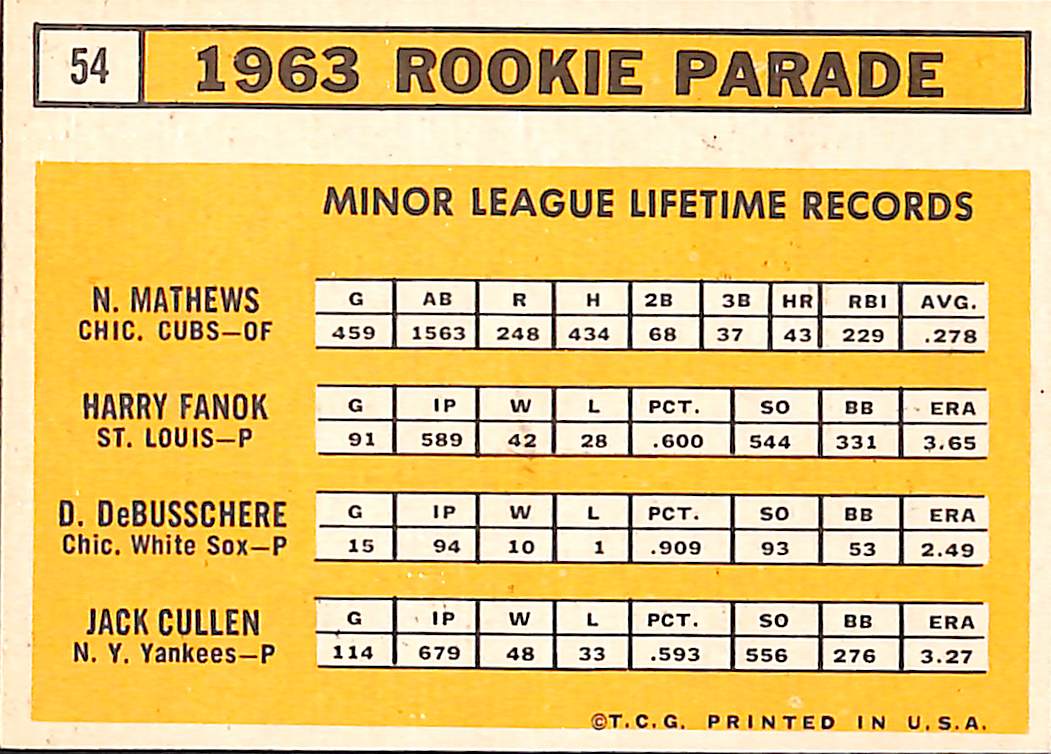 54 1963 ROOKIE PARADE
MINOR LEAGUE LIFETIME RECORDS
N. MATHEWS
CHIC. CUBS—OF
G AB R H 2B 3B HR RBI AVG.
459 1563 248 434 68 37 43 229 .278
HARRY FANOK
ST. LOUIS—P
G IP W L PCT. SO BB ERA
91 589 42 28 .600 544 331 3.65
D. DeBUSSCHERE
Chic. White Sox—P
G IP W L PCT. SO BB ERA
15 94 10 1 .909 93 53 2.49
JACK CULLEN
N. Y. Yankees—P
G IP W L PCT. SO BB ERA
114 679 48 33 .593 556 276 3.27
©T.C.G. PRINTED IN U.S.A.